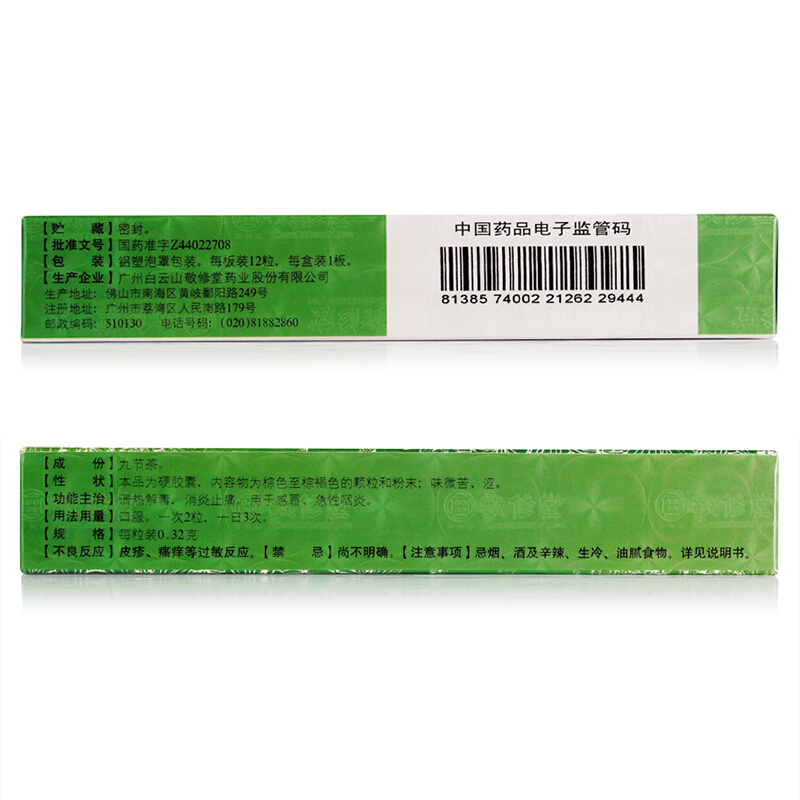 【贮　　藏】密封。
【批准文号】国药准字Z44022708
【包　　装】铝塑泡罩包装。每板装12粒，每盒装1板。
【生产企业】广州白云山敬修堂药业股份有限公司
生产地址：佛山市南海区黄岐鄱阳路249号
注册地址：广州市荔湾区人民南路179号
邮政编码：510130　电话号码：(020)81882860
中国药品电子监管码
81385 74002 21262 29444
【成　　份】九节茶。
【性　　状】本品为硬胶囊，内容物为棕色至棕褐色的颗粒和粉末；味微苦、涩。
【功能主治】清热解毒，消炎止痛。用于感冒、急性咽炎。
【用法用量】口服。一次2粒，一日3次。
【规　　格】每粒装0.32克
【不良反应】皮疹、瘙痒等过敏反应。【禁　　忌】尚不明确。【注意事项】忌烟、酒及辛辣、生冷、油腻食物。详见说明书。